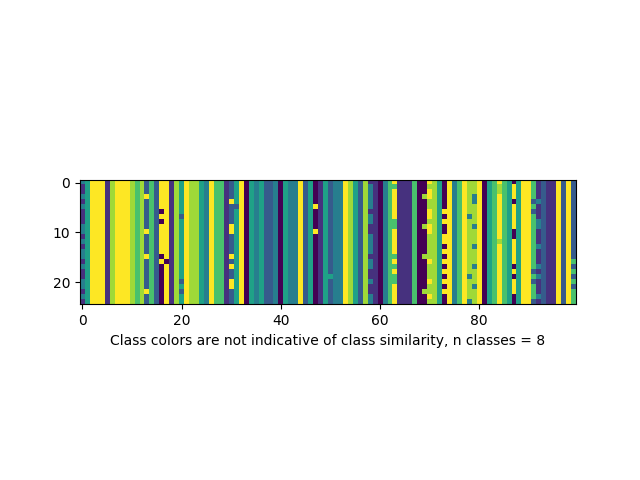 0
10
20
0 20 40 60 80
Class colors are not indicative of class similarity, n classes = 8